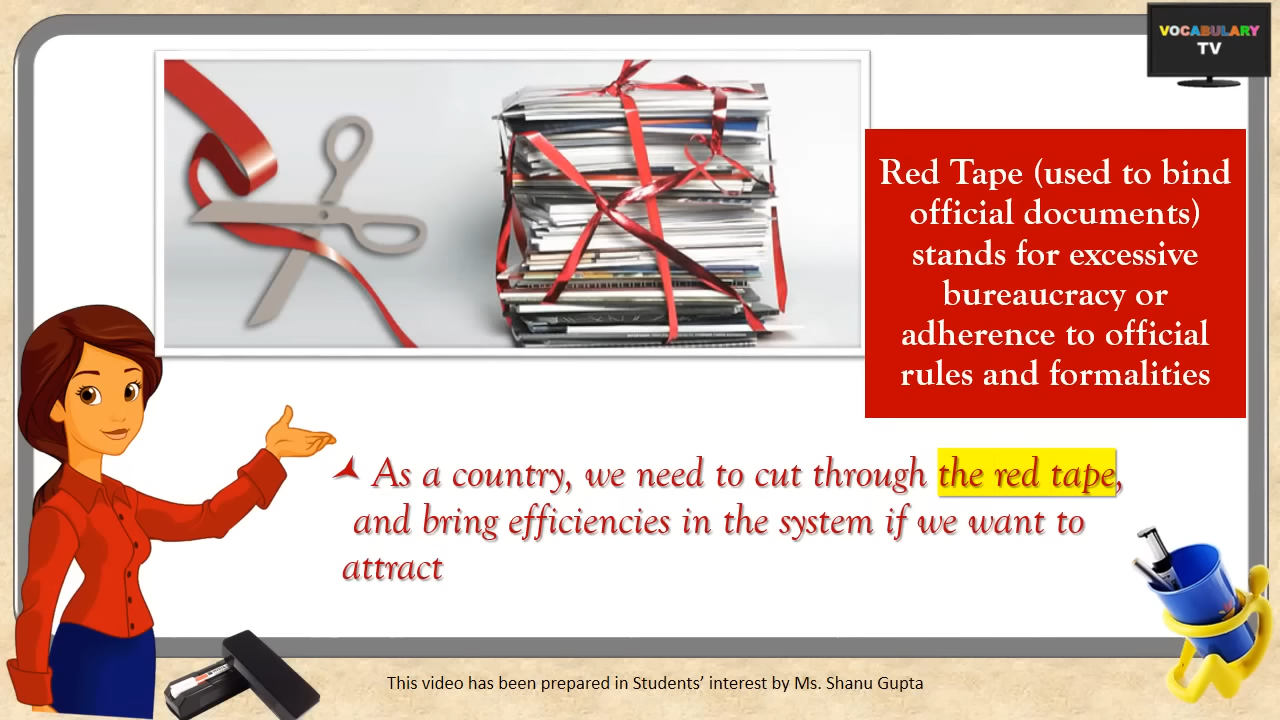 VOCABULARY
TV
Red Tape (used to bind
official documents)
stands for excessive
bureaucracy or
adherence to official
rules and formalities
As a country, we need to cut through the red tape,
and bring efficiencies in the system if we want to
attract
This video has been prepared in Students’ interest by Ms. Shanu Gupta